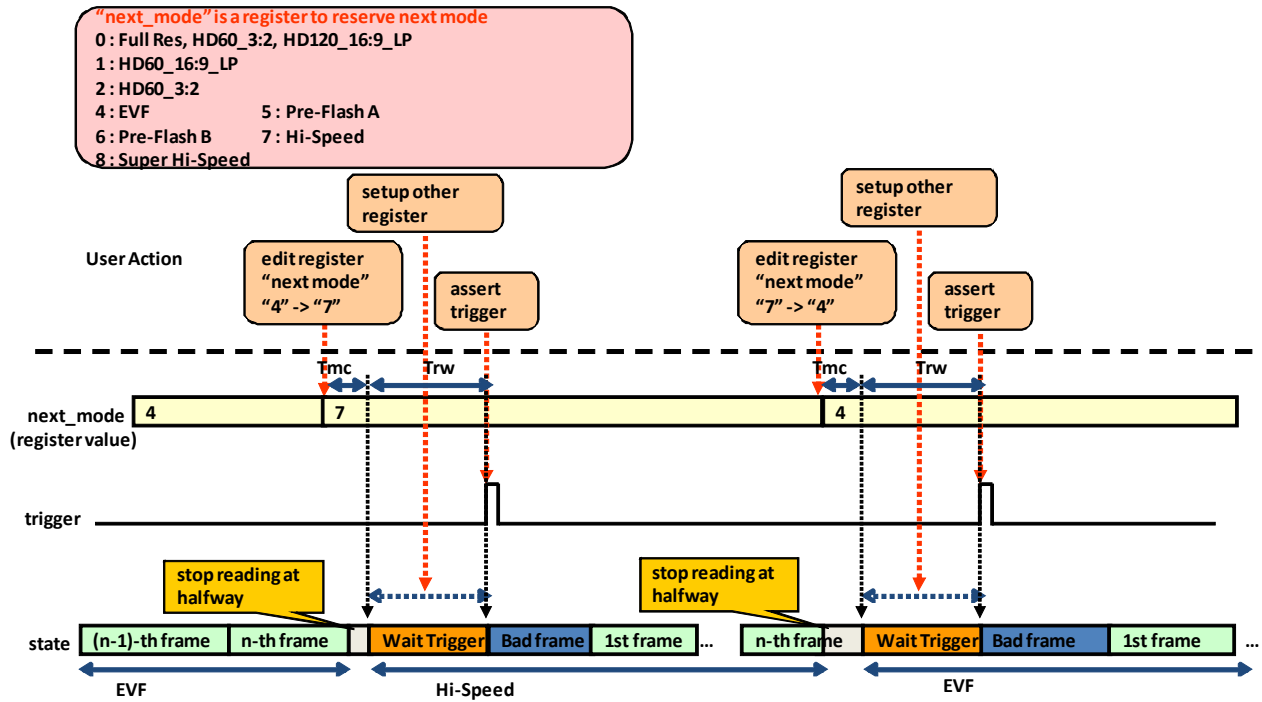 “next_mode” is a register to reserve next mode
0 : Full Res, HD60_3:2, HD120_16:9_LP
1 : HD60_16:9_LP
2 : HD60_3:2
4 : EVF 5 : Pre-Flash A
6 : Pre-Flash B 7 : Hi-Speed
8 : Super Hi-Speed
setup other
register
setup other
register
User Action
edit register
“next mode”
“4” -> “7”
assert
trigger
edit register
“next mode”
“7” -> “4”
assert
trigger
Tmc Trw Tmc Trw
next_mode
(register value)
4 7 4
trigger
stop reading at
halfway
stop reading at
halfway
state (n-1)-th frame n-th frame Wait Trigger Bad frame 1st frame ... n-th frame Wait Trigger Bad frame 1st frame ...
EVF Hi-Speed EVF